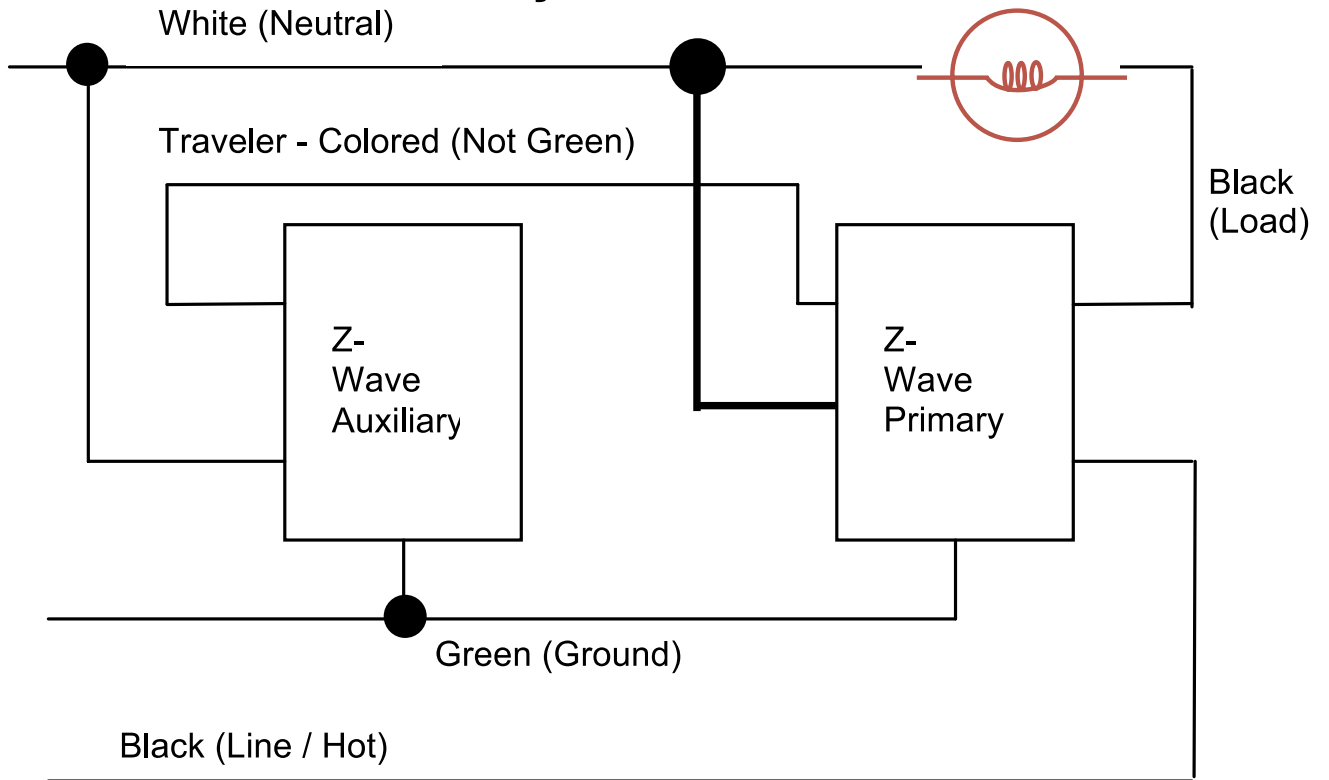 White (Neutral)
Traveler - Colored (Not Green)
Black
(Load)
Z-
Wave
Auxiliary
Z-
Wave
Primary
Green (Ground)
Black (Line / Hot)